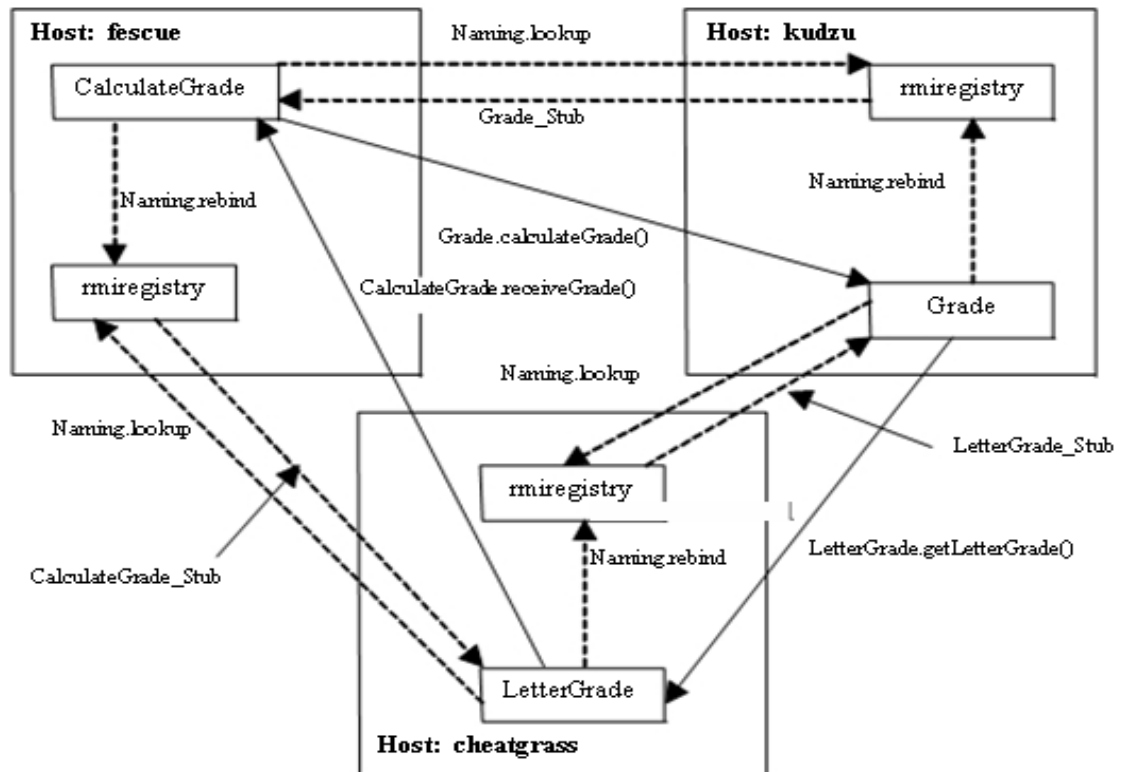 Host: fescue
Naming.lookup
Host: kudzu
CalculateGrade
rmiregistry
Grade_Stub
Naming.rebind
Naming.rebind
Grade.calculateGrade()
rmiregistry
CalculateGrade.receiveGrade()
Grade
Naming.lookup
Naming.lookup
LetterGrade_Stub
rmiregistry
Naming.rebind
LetterGrade.getLetterGrade()
CalculateGrade_Stub
LetterGrade
Host: cheatgrass